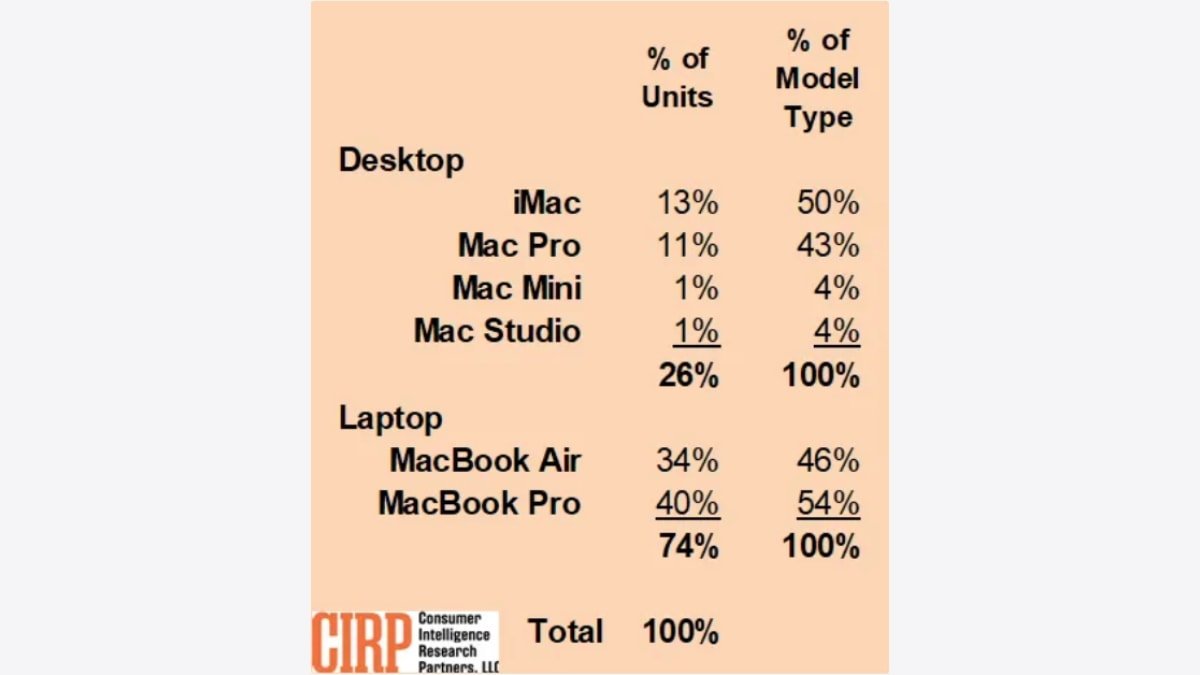 % of Units
% of Model Type
Desktop
iMac 13% 50%
Mac Pro 11% 43%
Mac Mini 1% 4%
Mac Studio 1% 4%
26% 100%
Laptop
MacBook Air 34% 46%
MacBook Pro 40% 54%
74% 100%
Total 100%
CIRP
Consumer
Intelligence
Research
Partners, LLC